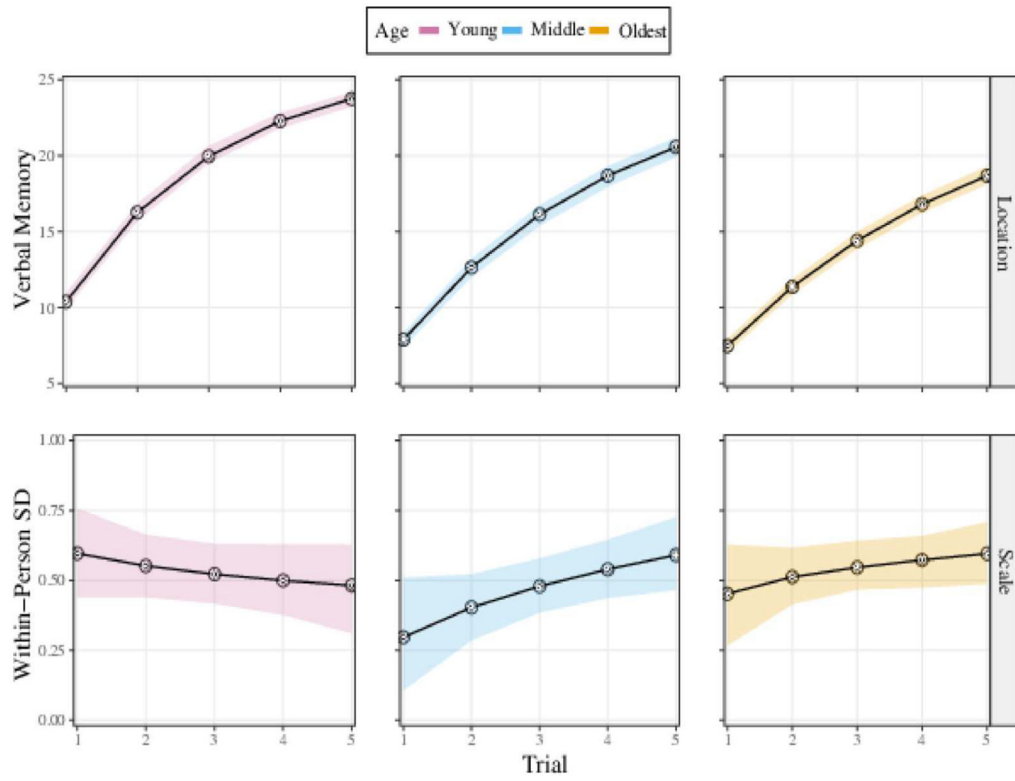 Age Young Middle Oldest
25
20
15
10
5
Verbal Memory
Location
1.00
0.75
0.50
0.25
0.00
Within-Person SD
Scale
1 2 3 4 5 1 2 3 4 5 1 2 3 4 5
Trial